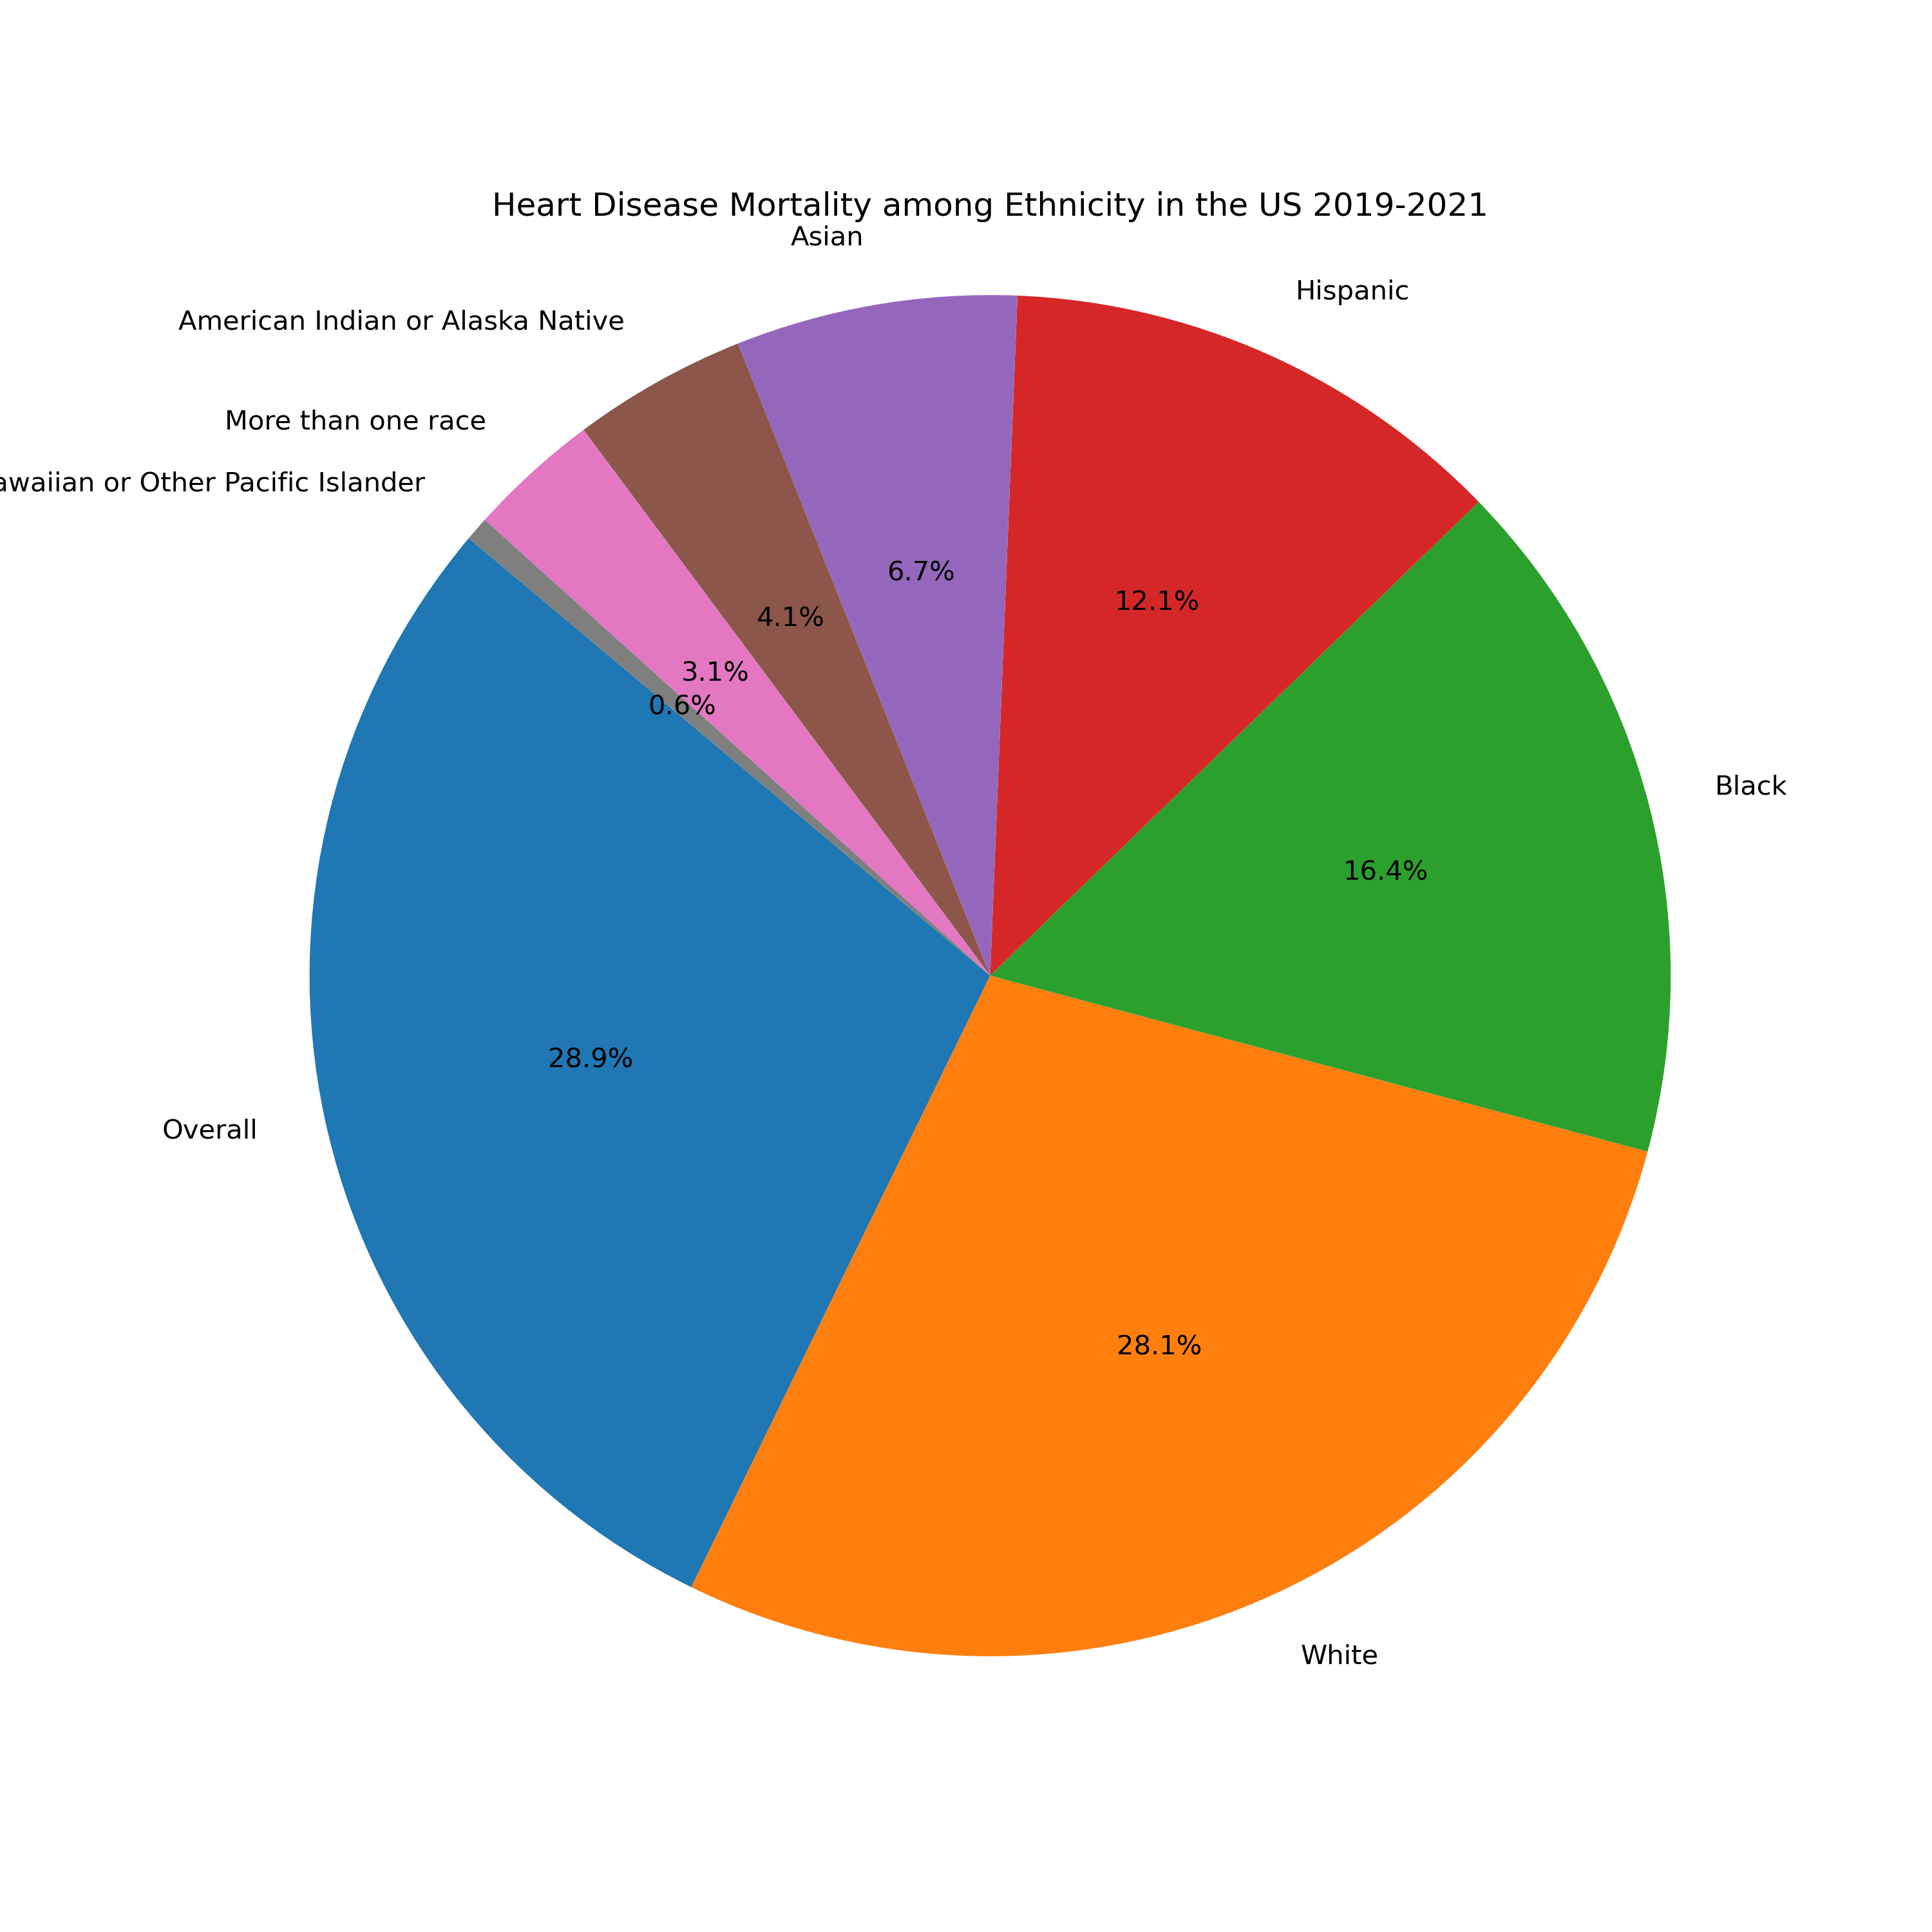 Heart Disease Mortality among Ethnicity in the US 2019-2021
Asian
Hispanic
American Indian or Alaska Native
More than one race
or Other Pacific Islander
Black
6.7%
12.1%
4.1%
3.1%
0.6%
16.4%
28.9%
Overall
28.1%
White